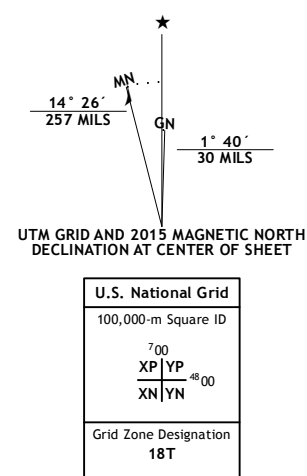 ★
MN
GN
14° 26´
257 MILS
1° 40´
30 MILS
UTM GRID AND 2015 MAGNETIC NORTH
DECLINATION AT CENTER OF SHEET
U.S. National Grid
100,000-m Square ID
⁷00
XP YP
⁴⁸00
XN YN
Grid Zone Designation
18T